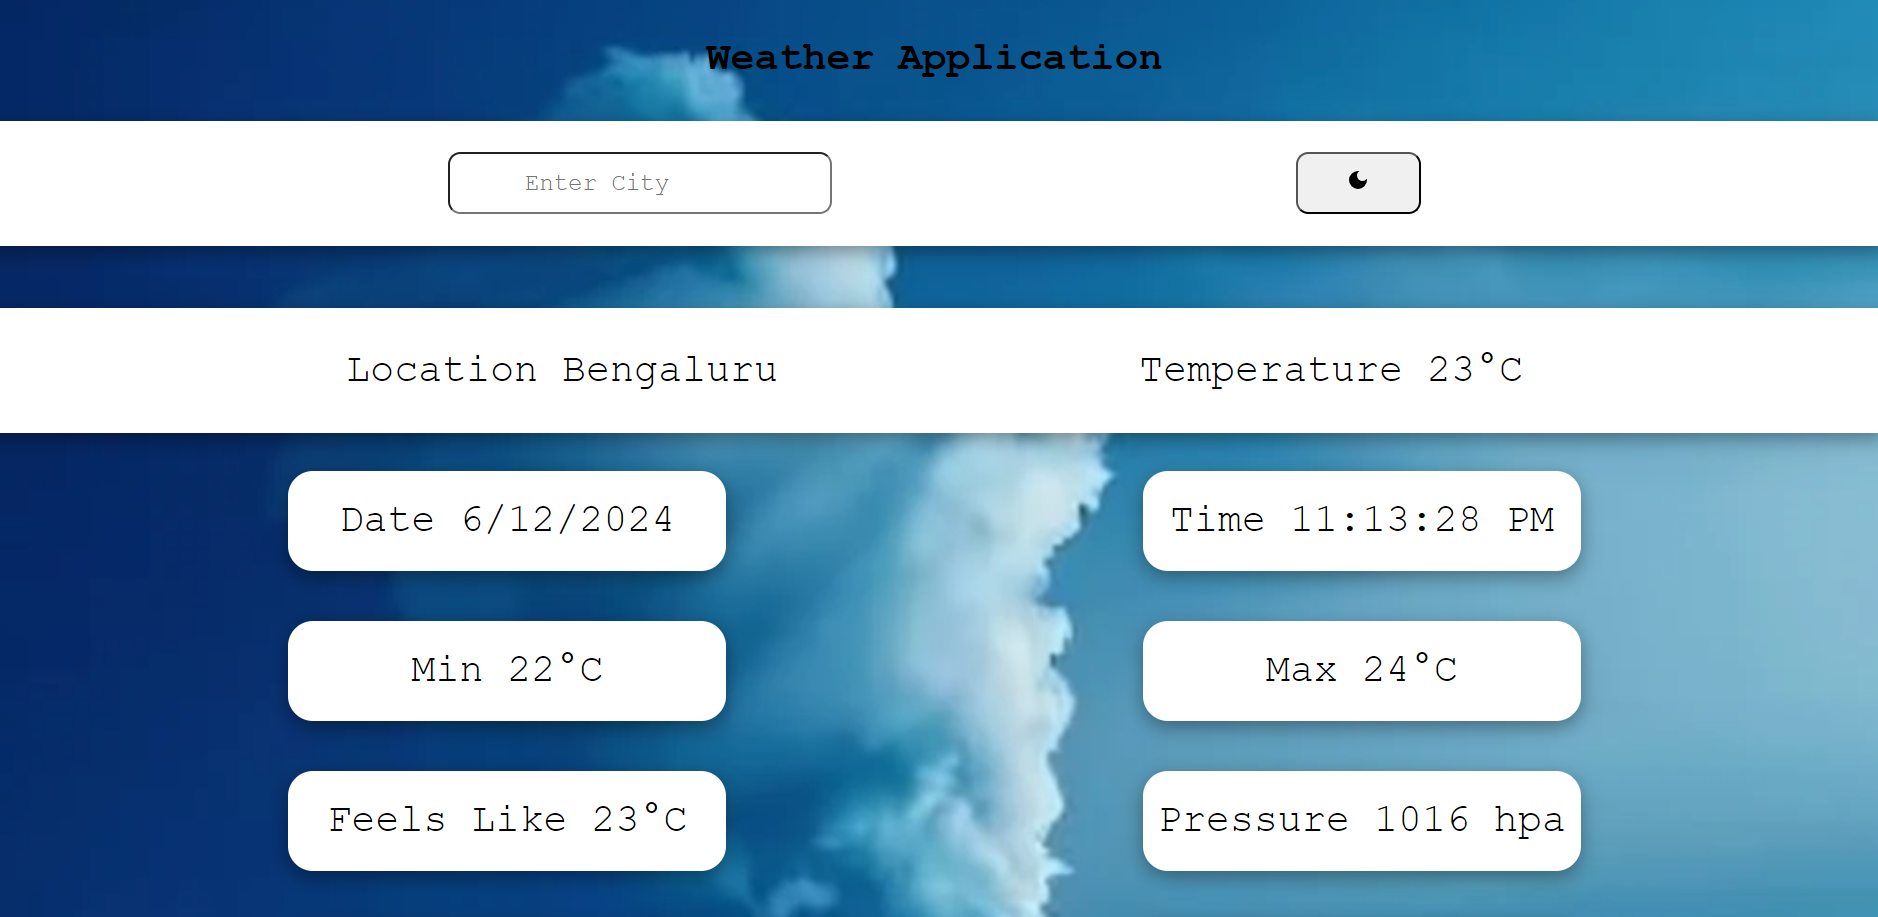 Weather Application
Enter City
Location Bengaluru
Temperature 23°C
Date 6/12/2024
Time 11:13:28 PM
Min 22°C
Max 24°C
Feels Like 23°C
Pressure 1016 hpa